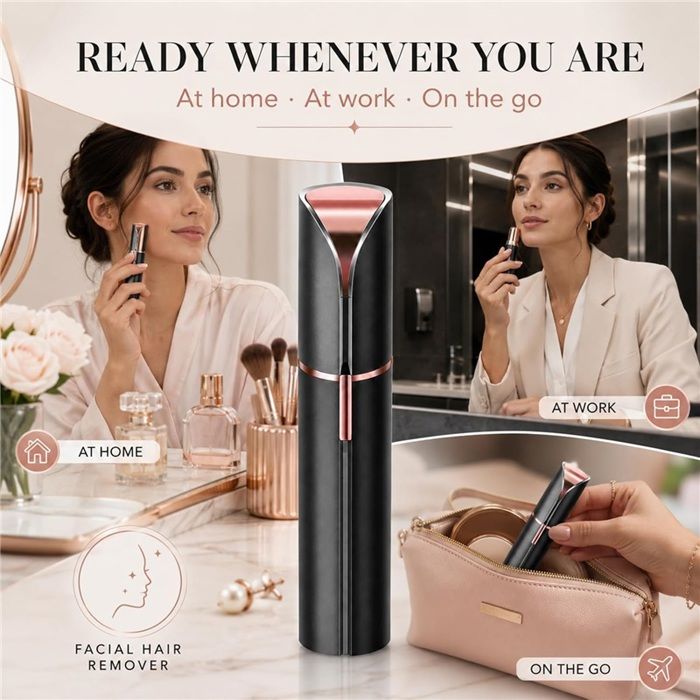 READY WHENEVER YOU ARE
At home · At work · On the go
AT HOME
AT WORK
FACIAL HAIR
REMOVER
ON THE GO